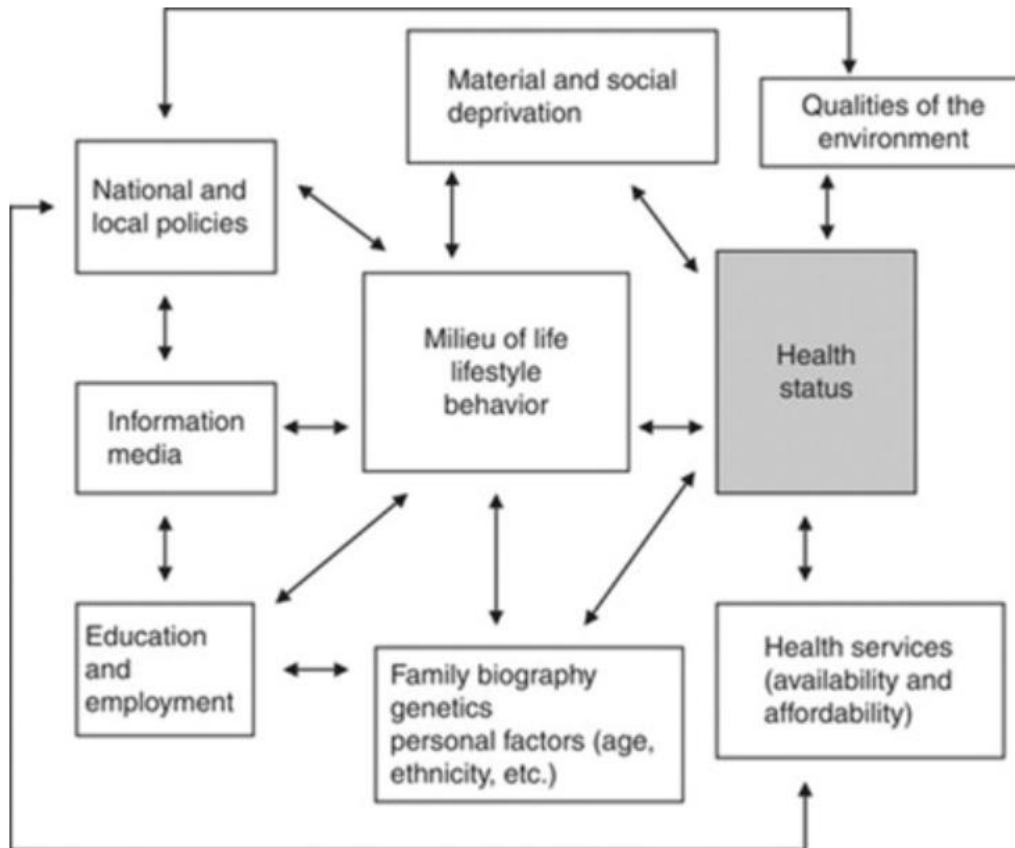 Material and social
deprivation
Qualities of the
environment
National and
local policies
Milieu of life
lifestyle
behavior
Health
status
Information
media
Education
and
employment
Family biography
genetics
personal factors (age,
ethnicity, etc.)
Health services
(availability and
affordability)